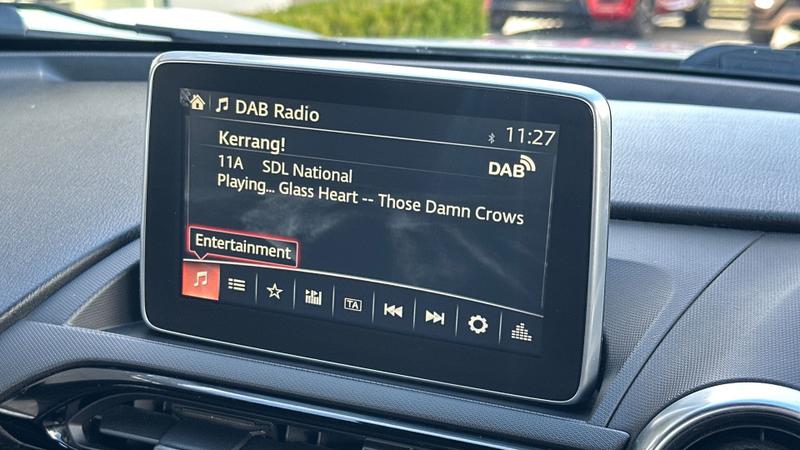 DAB Radio
11:27
Kerrang!
11A SDL National
DAB
Playing... Glass Heart -- Those Damn Crows
Entertainment
TA